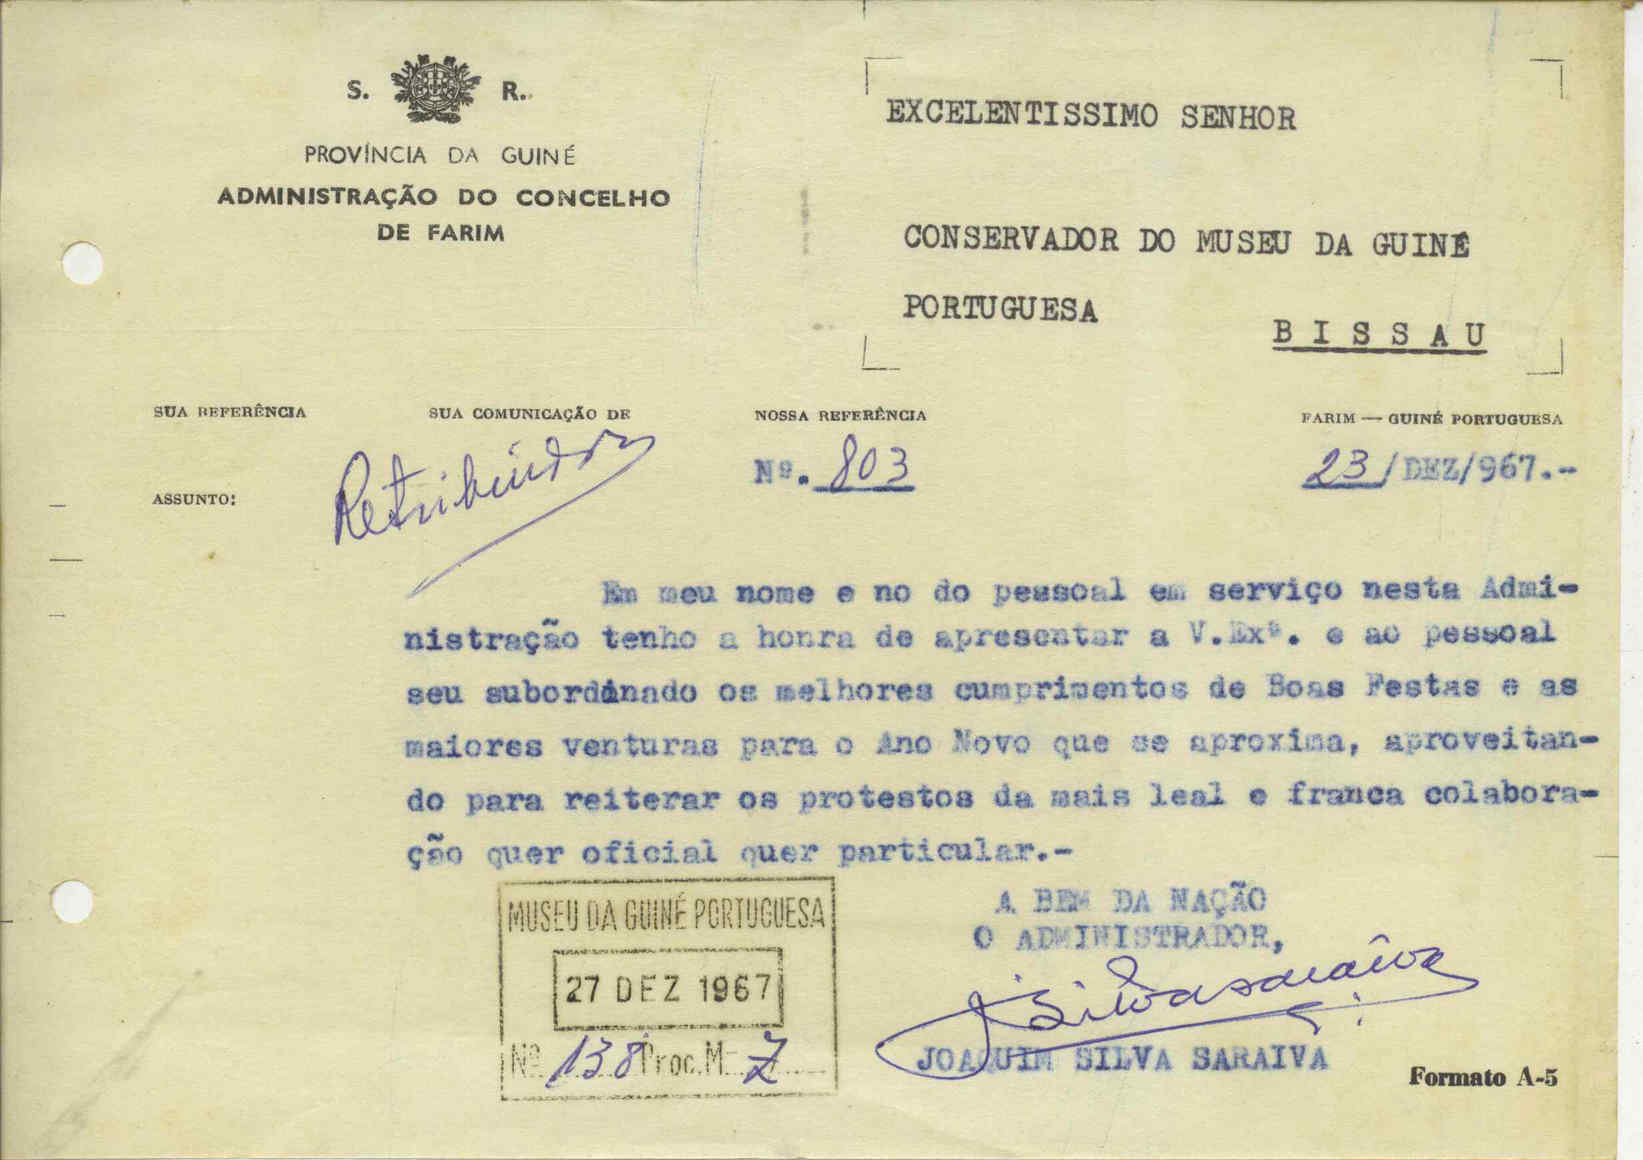 S. R.
PROVÍNCIA DA GUINÉ
ADMINISTRAÇÃO DO CONCELHO
DE FARIM
EXCELENTISSIMO SENHOR
CONSERVADOR DO MUSEU DA GUINÉ
PORTUGUESA
BISSAU
SUA REFERÊNCIA SUA COMUNICAÇÃO DE NOSSA REFERÊNCIA FARIM — GUINÉ PORTUGUESA
Nº. 803 23/DEZ/967.-
ASSUNTO:
Em meu nome e no do pessoal em serviço nesta Admi-
nistração tenho a honra de apresentar a V.Exª. e ao pessoal
seu subordinado os melhores cumprimentos de Boas Festas e as
maiores venturas para o Ano Novo que se aproxima, aproveitan-
do para reiterar os protestos da mais leal e franca colabora-
ção quer oficial quer particular.-
A BEM DA NAÇÃO
O ADMINISTRADOR,
JSilvasaraiva
JOAQUIM SILVA SARAIVA
MUSEU DA GUINÉ PORTUGUESA
27 DEZ 1967
Nº 138 Proc. M-7
Formato A-5